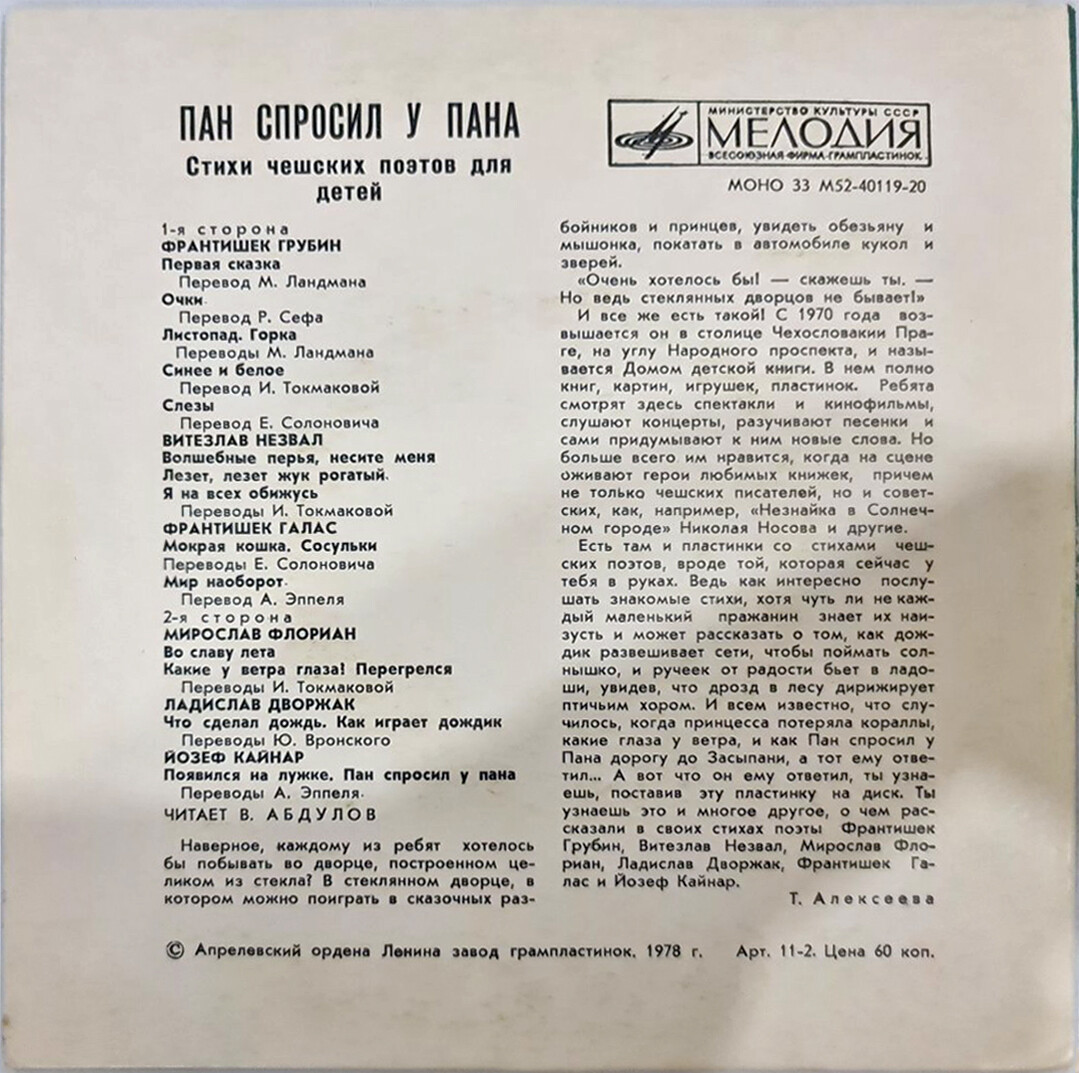 ПАН СПРОСИЛ У ПАНА
Стихи чешских поэтов для
детей
МИНИСТЕРСТВО КУЛЬТУРЫ СССР
МЕЛОДИЯ
ВСЕСОЮЗНАЯ ФИРМА ГРАМПЛАСТИНОК
МОНО 33 М52-40119-20
1-я сторона
ФРАНТИШЕК ГРУБИН
Первая сказка
Перевод М. Ландмана
Очки
Перевод Р. Сефа
Листопад. Горка
Переводы М. Ландмана
Синее и белое
Перевод И. Токмаковой
Слезы
Перевод Е. Солоновича
ВИТЕЗЛАВ НЕЗВАЛ
Волшебные перья, несите меня
Лезет, лезет жук рогатый
Я на всех обижусь
Переводы И. Токмаковой
ФРАНТИШЕК ГАЛАС
Мокрая кошка. Сосульки
Переводы Е. Солоновича
Мир наоборот
Перевод А. Эппеля
2-я сторона
МИРОСЛАВ ФЛОРИАН
Во славу лета
Какие у ветра глаза! Перегрелся
Переводы И. Токмаковой
ЛАДИСЛАВ ДВОРЖАК
Что сделал дождь. Как играет дождик
Переводы Ю. Вронского
ЙОЗЕФ КАЙНАР
Появился на лужке. Пан спросил у пана
Переводы А. Эппеля
ЧИТАЕТ В. АБДУЛОВ
Наверное, каждому из ребят хотелось
бы побывать во дворце, построенном це-
ликом из стекла? В стеклянном дворце, в
котором можно поиграть в сказочных раз-
бойников и принцев, увидеть обезьяну и
мышонка, покатать в автомобиле кукол и
зверей.
«Очень хотелось бы! — скажешь ты. —
Но ведь стеклянных дворцов не бывает!»
И все же есть такой! С 1970 года воз-
вышается он в столице Чехословакии Пра-
ге, на углу Народного проспекта, и назы-
вается Домом детской книги. В нем полно
книг, картин, игрушек, пластинок. Ребята
смотрят здесь спектакли и кинофильмы,
слушают концерты, разучивают песенки и
сами придумывают к ним новые слова. Но
больше всего им нравится, когда на сцене
оживают герои любимых книжек, причем
не только чешских писателей, но и совет-
ских, как, например, «Незнайка в Солнеч-
ном городе» Николая Носова и другие.
Есть там и пластинки со стихами чеш-
ских поэтов, вроде той, которая сейчас у
тебя в руках. Ведь как интересно послу-
шать знакомые стихи, хотя чуть ли не каж-
дый маленький пражанин знает их наи-
зусть и может рассказать о том, как дож-
дик развешивает сети, чтобы поймать сол-
нышко, и ручеек от радости бьет в ладо-
ши, увидев, что дрозд в лесу дирижирует
птичьим хором. И всем известно, что слу-
чилось, когда принцесса потеряла кораллы,
какие глаза у ветра, и как Пан спросил у
Пана дорогу до Засыпани, а тот ему отве-
тил... А вот что он ему ответил, ты узна-
ешь, поставив эту пластинку на диск. Ты
узнаешь это и многое другое, о чем рас-
сказали в своих стихах поэты Франтишек
Грубин, Витезлав Незвал, Мирослав Фло-
риан, Ладислав Дворжак, Франтишек Га-
лас и Йозеф Кайнар.
Т. Алексеева
© Апрелевский ордена Ленина завод грампластинок, 1978 г. Арт. 11-2. Цена 60 коп.